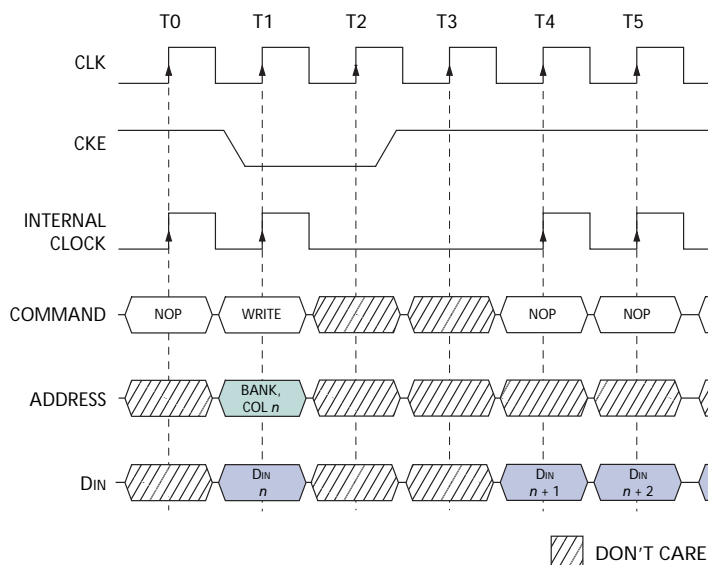 T0 T1 T2 T3 T4 T5
CLK
CKE
INTERNAL
CLOCK
COMMAND NOP WRITE NOP NOP
ADDRESS BANK,
COL n
DIN DIN
n DIN
n + 1 DIN
n + 2
DON'T CARE